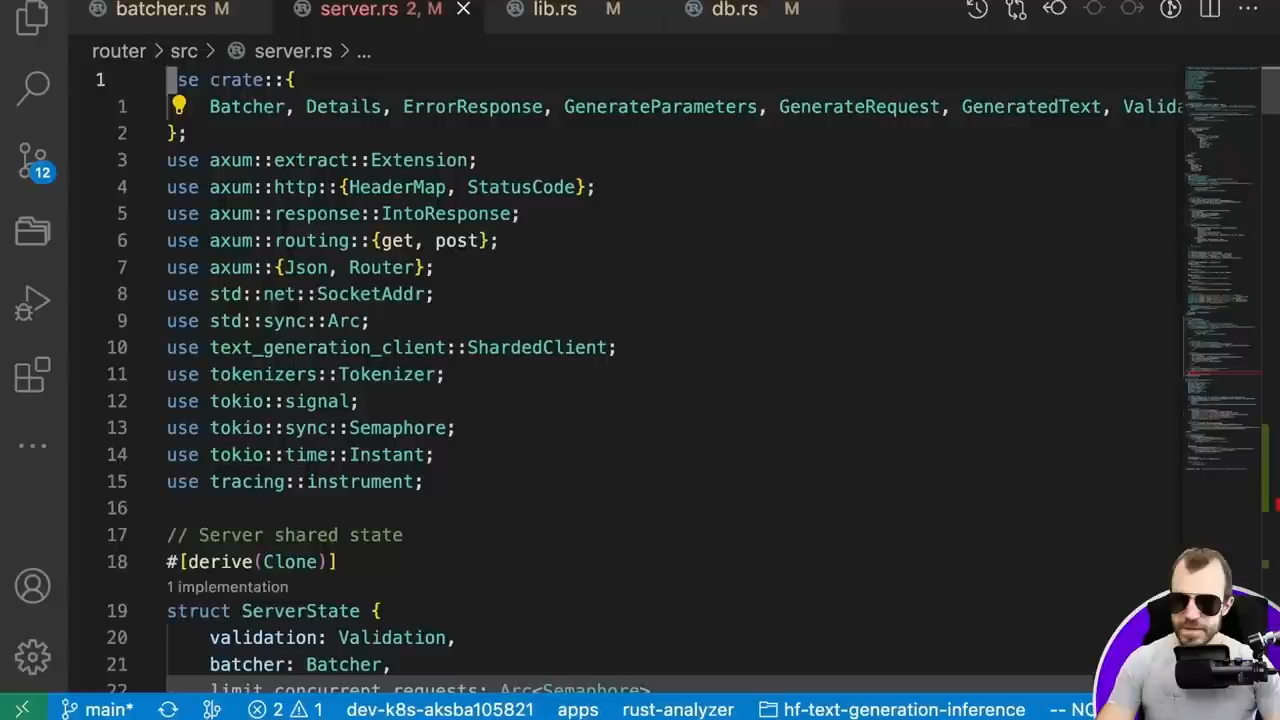 batcher.rs M server.rs 2, M lib.rs M db.rs M
router > src > server.rs > ...
1 use crate::{
1 Batcher, Details, ErrorResponse, GenerateParameters, GenerateRequest, GeneratedText, Valida
2 };
3 use axum::extract::Extension;
4 use axum::http::{HeaderMap, StatusCode};
5 use axum::response::IntoResponse;
6 use axum::routing::{get, post};
7 use axum::{Json, Router};
8 use std::net::SocketAddr;
9 use std::sync::Arc;
10 use text_generation_client::ShardedClient;
11 use tokenizers::Tokenizer;
12 use tokio::signal;
13 use tokio::sync::Semaphore;
14 use tokio::time::Instant;
15 use tracing::instrument;
16
17 // Server shared state
18 #[derive(Clone)]
1 implementation
19 struct ServerState {
20 validation: Validation,
21 batcher: Batcher,
22 limit_concurrent_requests: Arc<Semaphore>
12
main* 2 1 dev-k8s-aksba105821 apps rust-analyzer hf-text-generation-inference -- NO